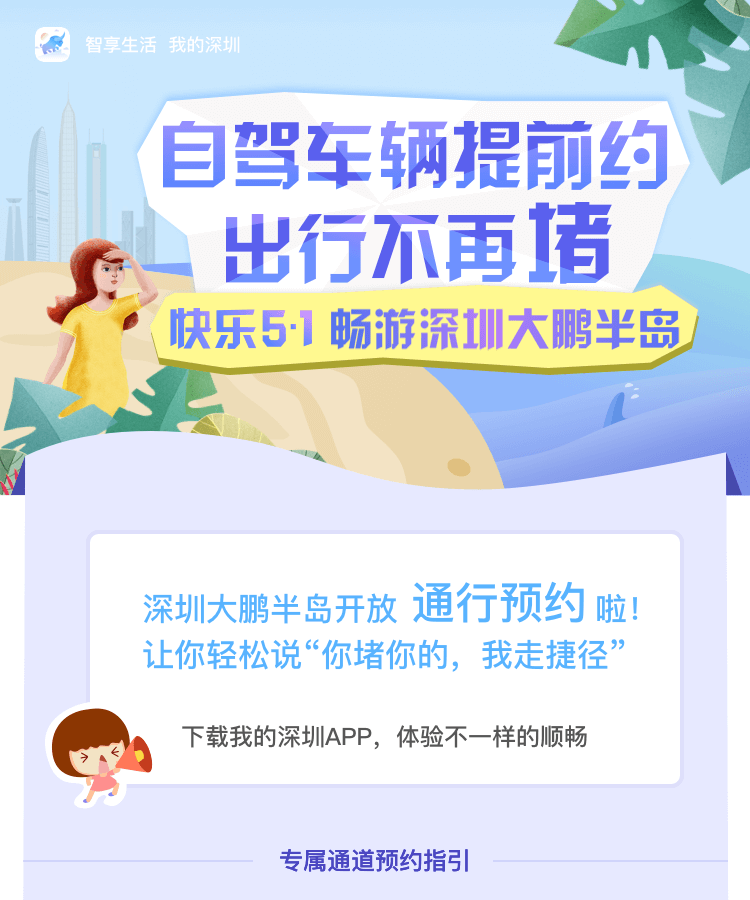 智享生活 我的深圳
自驾车辆提前约
出行不再堵
快乐5·1 畅游深圳大鹏半岛
深圳大鹏半岛开放 通行预约 啦！
让你轻松说“你堵你的，我走捷径”
下载我的深圳APP，体验不一样的顺畅
专属通道预约指引